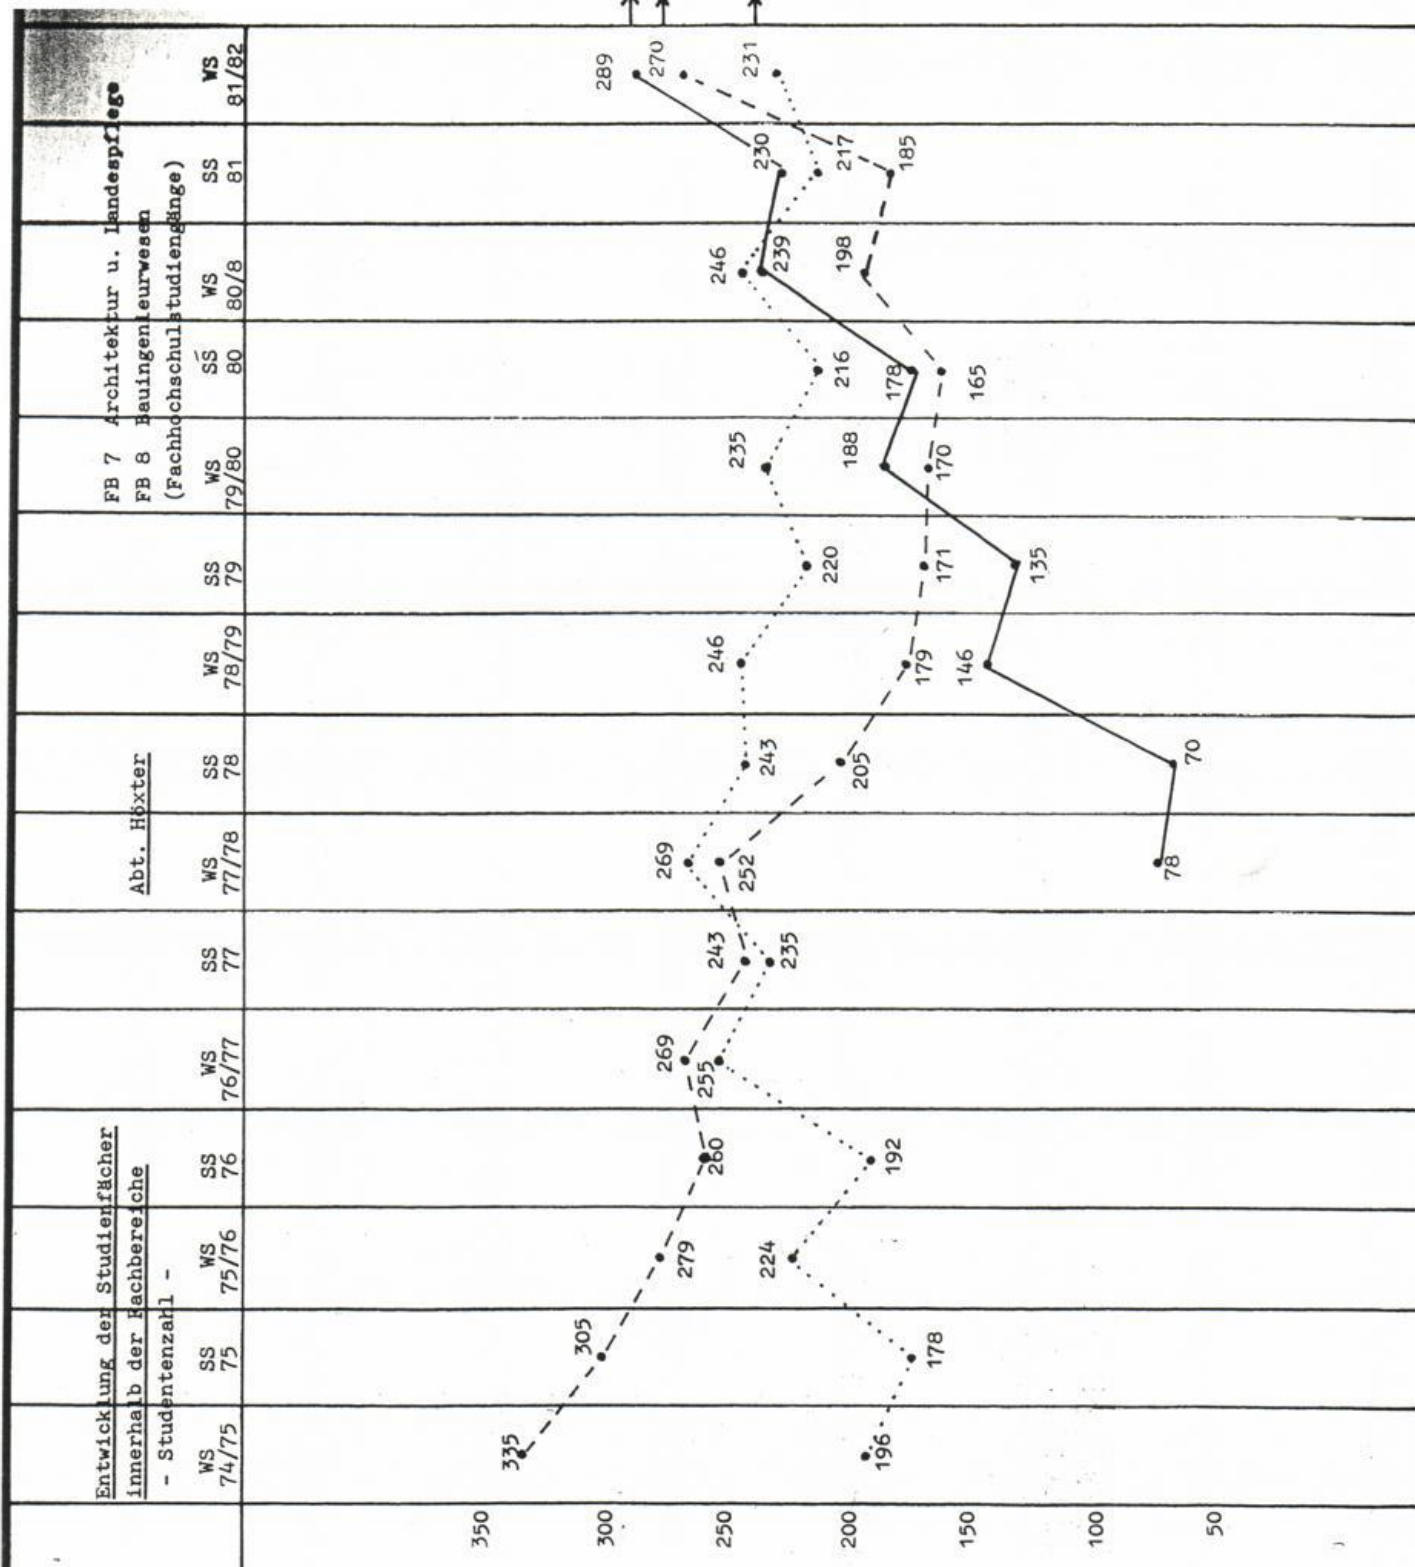 Entwicklung der Studienfächer
innerhalb der Fachbereiche
- Studentenzahl -
Abt. Höxter
FB 7 Architektur u. Landespflege
FB 8 Bauingenieurwesen
(Fachhochschulstudiengänge)
WS 74/75
SS 75
WS 75/76
SS 76
WS 76/77
SS 77
WS 77/78
SS 78
WS 78/79
SS 79
WS 79/80
SS 80
WS 80/8
SS 81
WS 81/82
350
300
250
200
150
100
50
335
305
279
260
269
243
252
205
179
171
170
165
198
185
270
196
178
224
192
255
235
269
243
246
220
235
216
246
217
231
78
70
146
135
188
178
239
230
289